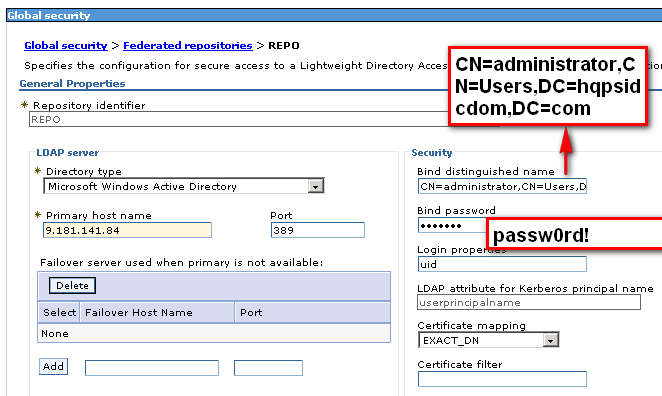 Global security
Global security > Federated repositories > REPO
Specifies the configuration for secure access to a Lightweight Directory Acces
General Properties
Repository identifier
REPO
CN=administrator,C
N=Users,DC=hqpsid
cdom,DC=com
LDAP server
* Directory type
Microsoft Windows Active Directory
* Primary host name
Port
9.181.141.84
389
Failover server used when primary is not available:
Delete
Select
Failover Host Name
Port
None
Add
Security
Bind distinguished name
CN=administrator,CN=Users,D
Bind password
•••••••
passw0rd!
Login properties
uid
LDAP attribute for Kerberos principal name
userprincipalname
Certificate mapping
EXACT_DN
Certificate filter